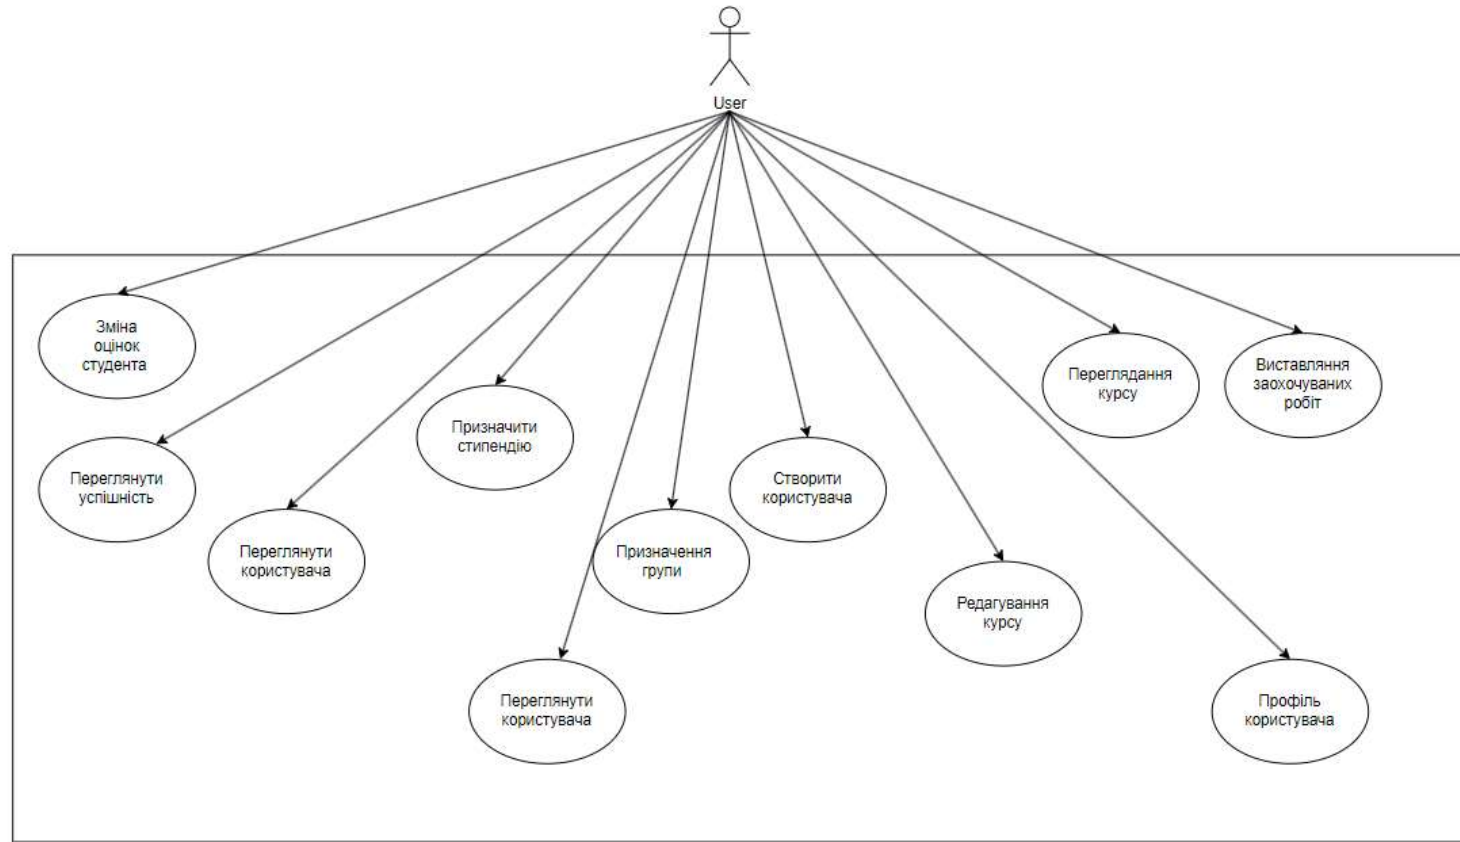 User
Зміна
оцінок
студента
Переглядання
курсу
Виставляння
заохочуваних
робіт
Призначити
стипендію
Переглянути
успішність
Створити
користувача
Переглянути
користувача
Призначення
групи
Редагування
курсу
Переглянути
користувача
Профіль
користувача